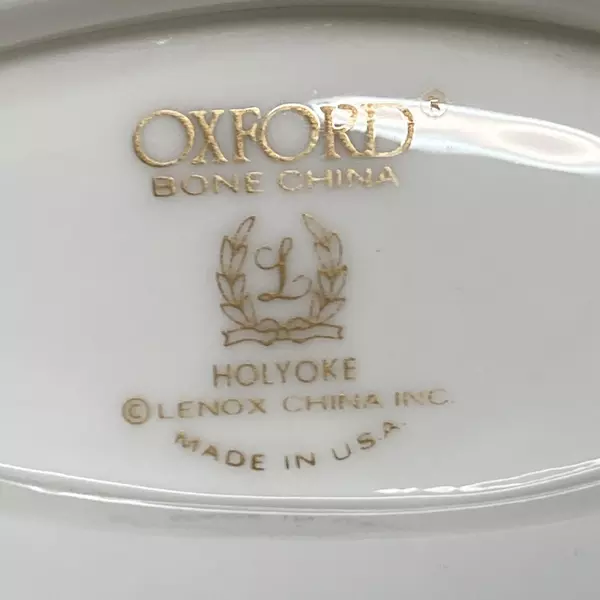 OXFORD®
BONE CHINA
L
HOLYOKE
© LENOX CHINA INC.
MADE IN U.S.A.